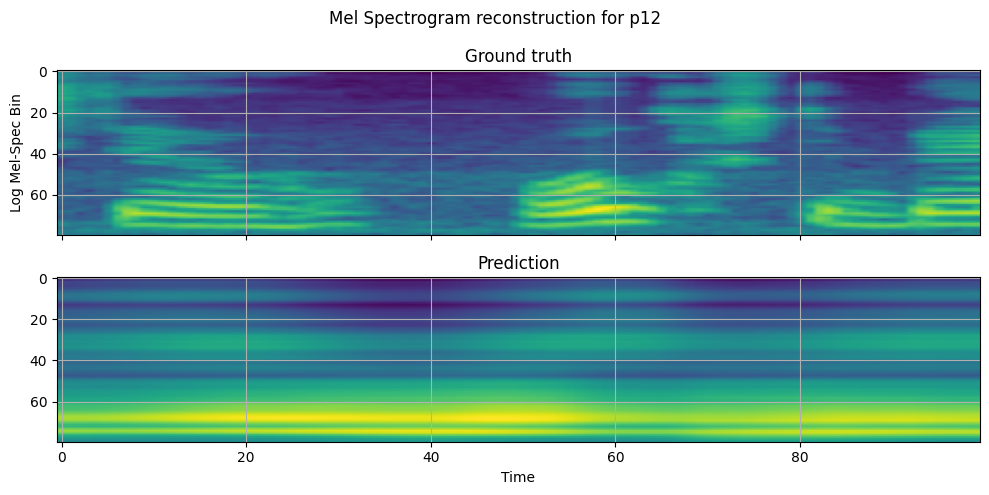 Mel Spectrogram reconstruction for p12
Ground truth
0
20
40
60
Log Mel-Spec Bin
Prediction
0
20
40
60
0 20 40 60 80
Time